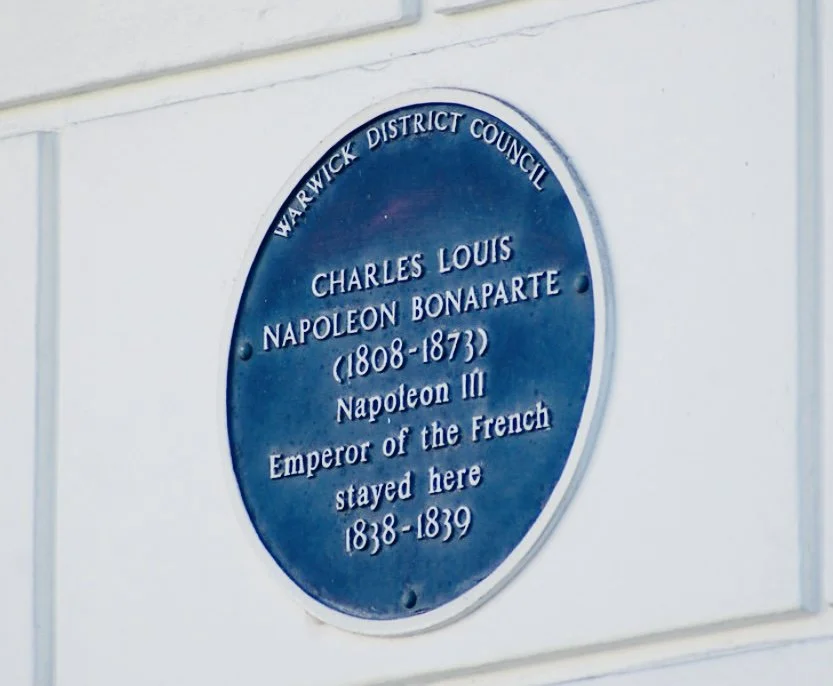 WARWICK DISTRICT COUNCIL
CHARLES LOUIS
NAPOLEON BONAPARTE
(1808-1873)
Napoleon III
Emperor of the French
stayed here
1838-1839